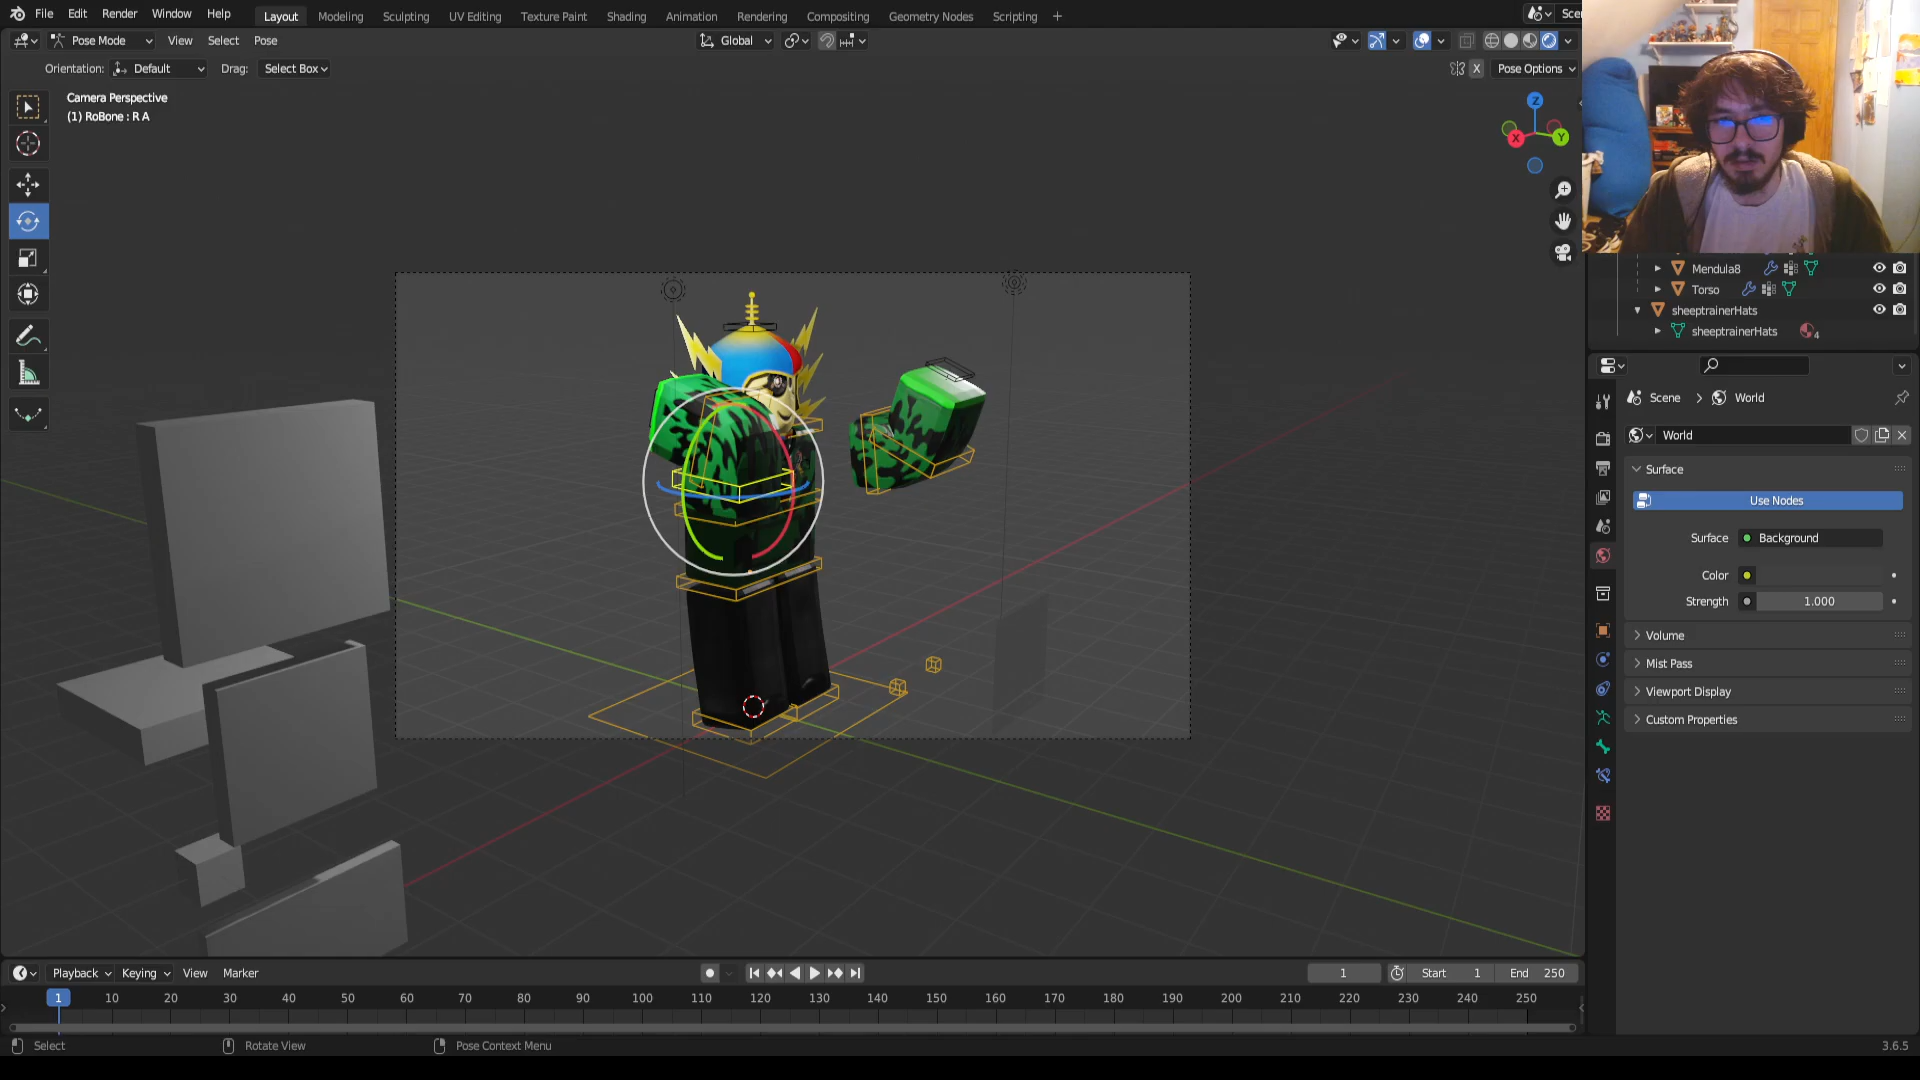 File Edit Render Window Help Layout Modeling Sculpting UV Editing Texture Paint Shading Animation Rendering Compositing Geometry Nodes Scripting + Scen
Pose Mode View Select Pose Global
Orientation: Default Drag: Select Box X Pose Options
Camera Perspective
(1) RoBone : R A
Z
X
Y
Mendula8
Torso
sheeptrainerHats
sheeptrainerHats 4
Scene > World
World
Surface
Use Nodes
Surface Background
Color
Strength 1.000
Volume
Mist Pass
Viewport Display
Custom Properties
Playback Keying View Marker 1 Start 1 End 250
1 10 20 30 40 50 60 70 80 90 100 110 120 130 140 150 160 170 180 190 200 210 220 230 240 250
Select Rotate View Pose Context Menu 3.6.5